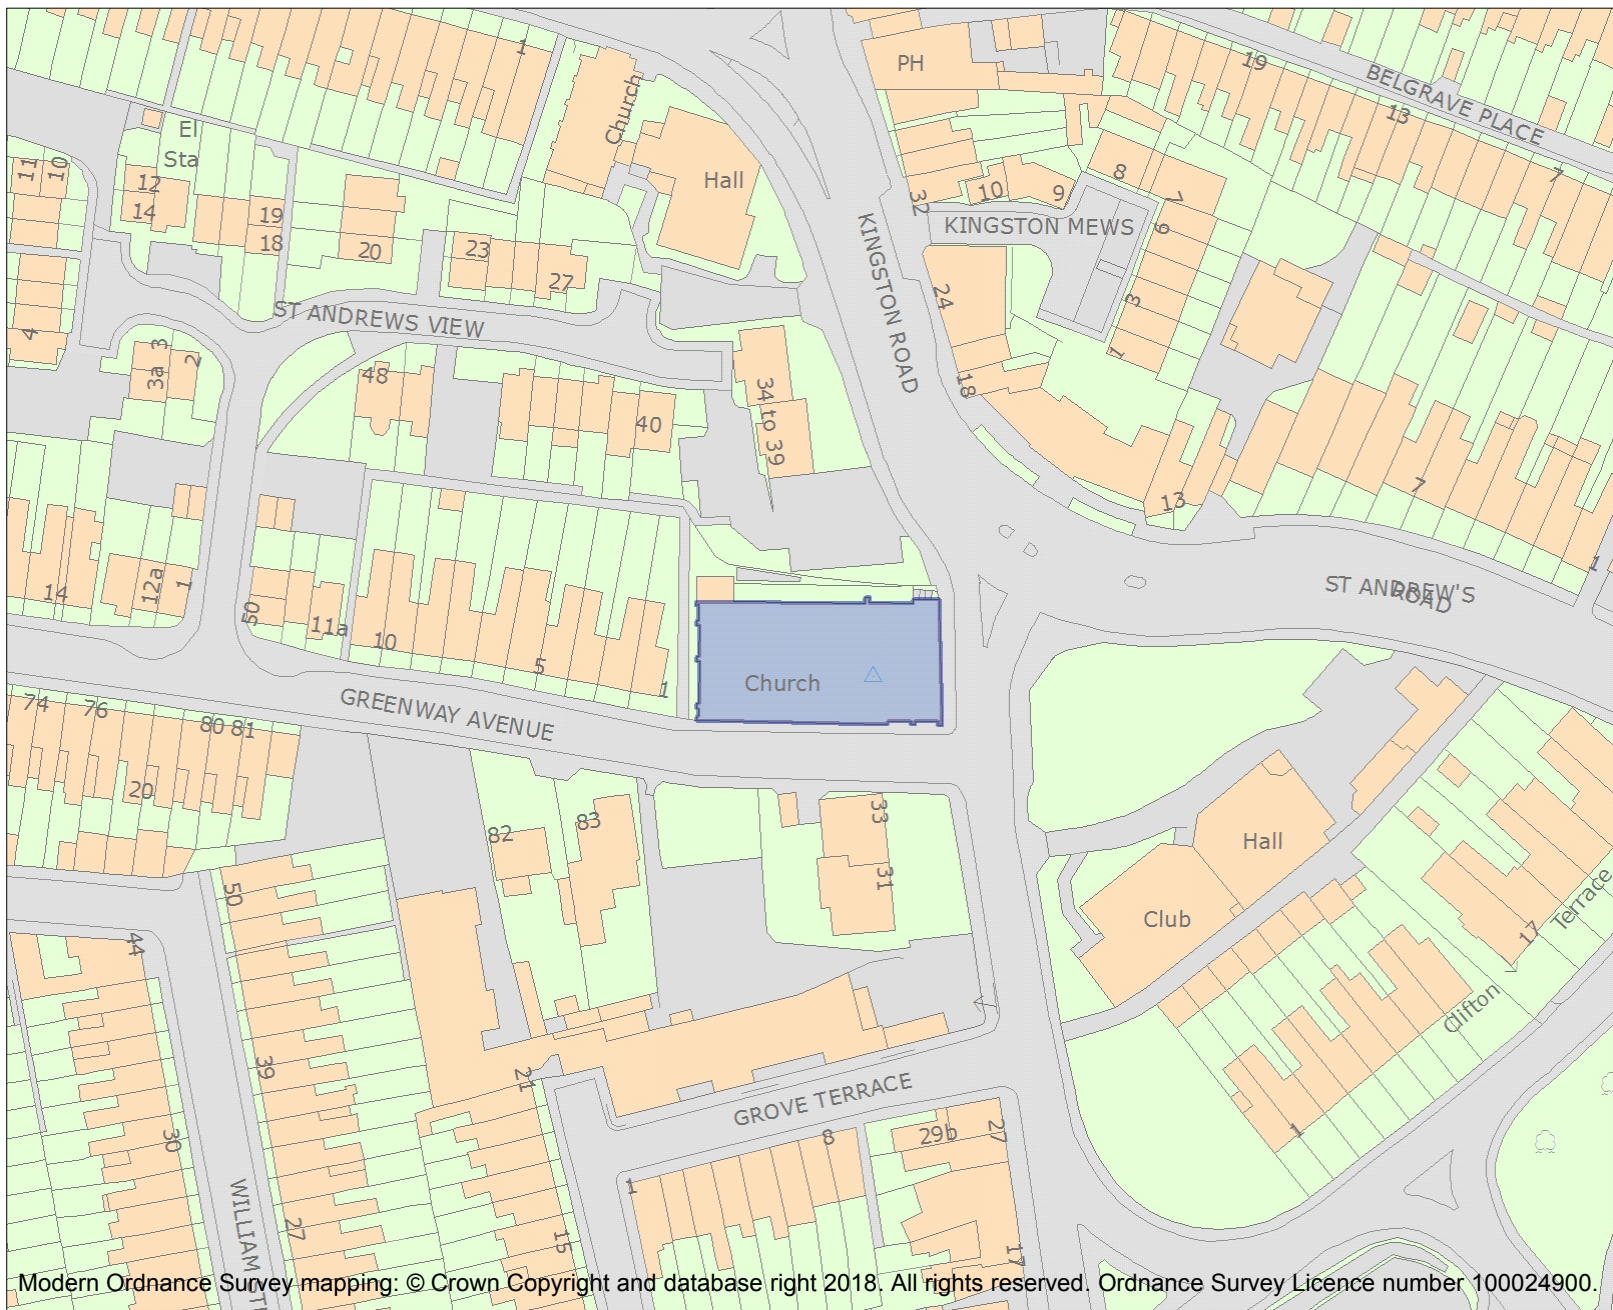 1
Church
PH
19
BELGRAVE PLACE
13
7
El
Sta
11
10
12
14
19
18
20
23
27
Hall
32
10
9
8
7
6
KINGSTON MEWS
KINGSTON ROAD
24
3
1
18
4
3a 3
2
ST ANDREWS VIEW
48
40
34 to 39
13
7
1
14
12a
1
50
11a
10
5
1
ST ANDREW'S
ROAD
Church
GREENWAY AVENUE
74
76
80 81
20
82
83
33
31
Hall
Club
17
Terrace
Clifton
50
44
39
21
GROVE TERRACE
30
8
29b
27
1
1
WILLIAM ST
27
15
17
Modern Ordnance Survey mapping: © Crown Copyright and database right 2018. All rights reserved. Ordnance Survey Licence number 100024900.